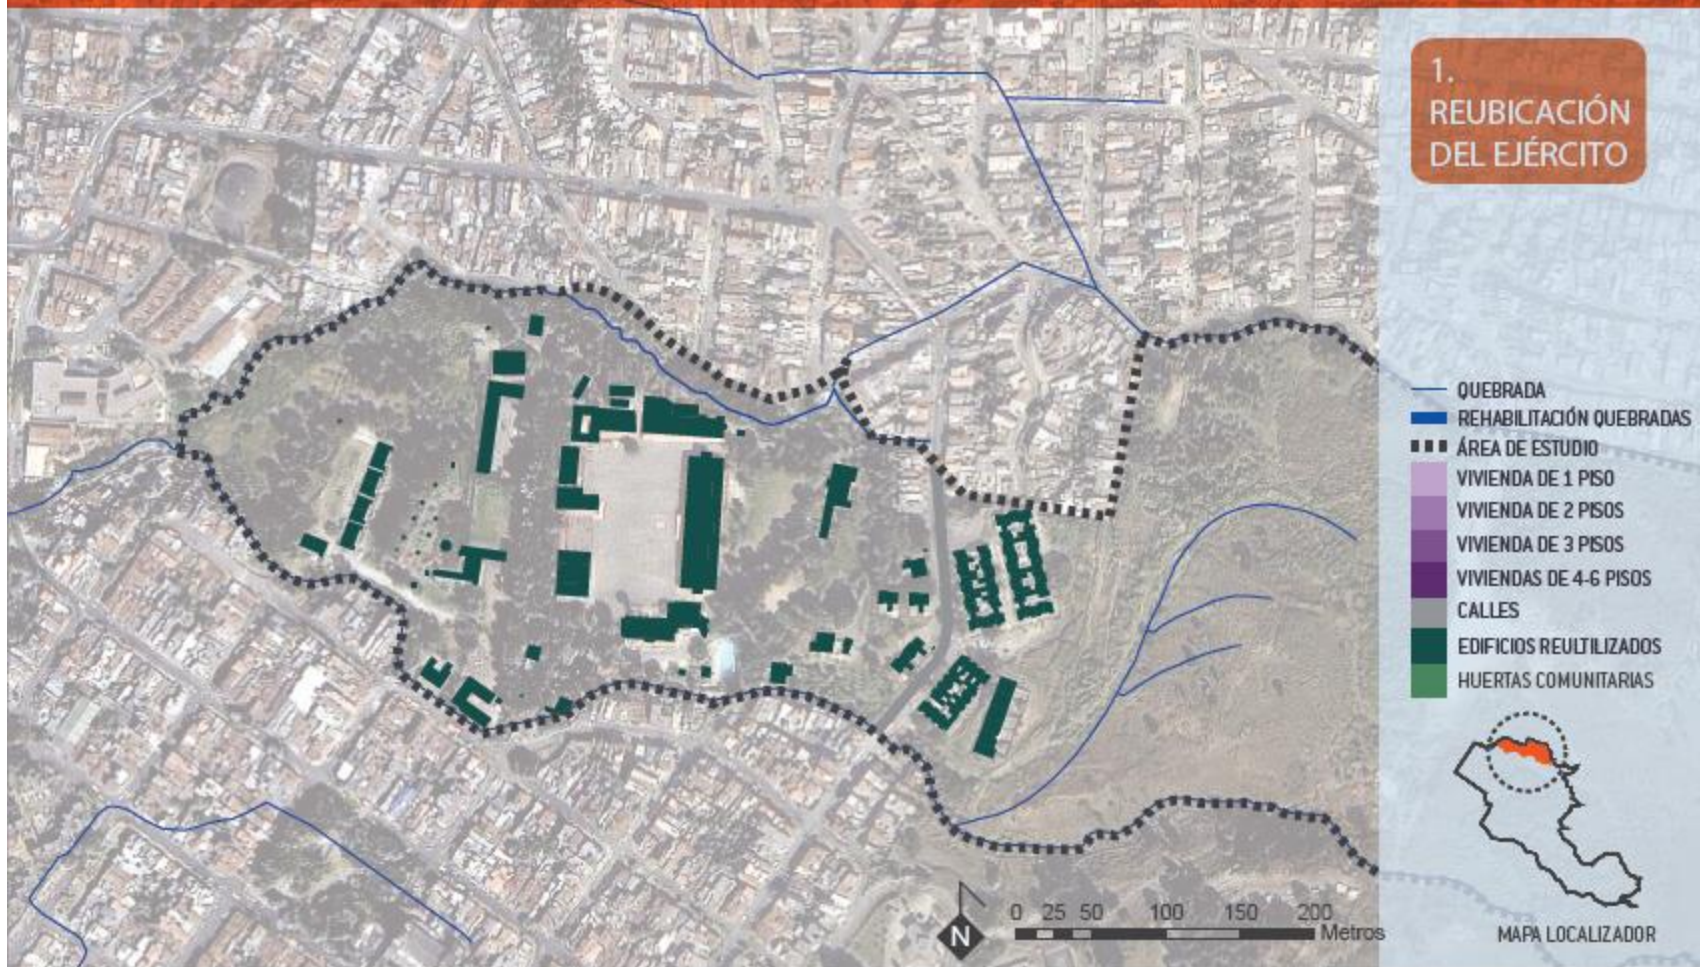 1.
REUBICACIÓN
DEL EJÉRCITO
QUEBRADA
REHABILITACIÓN QUEBRADAS
ÁREA DE ESTUDIO
VIVIENDA DE 1 PISO
VIVIENDA DE 2 PISOS
VIVIENDA DE 3 PISOS
VIVIENDAS DE 4-6 PISOS
CALLES
EDIFICIOS REULTILIZADOS
HUERTAS COMUNITARIAS
MAPA LOCALIZADOR
N
0 25 50 100 150 200
Metros